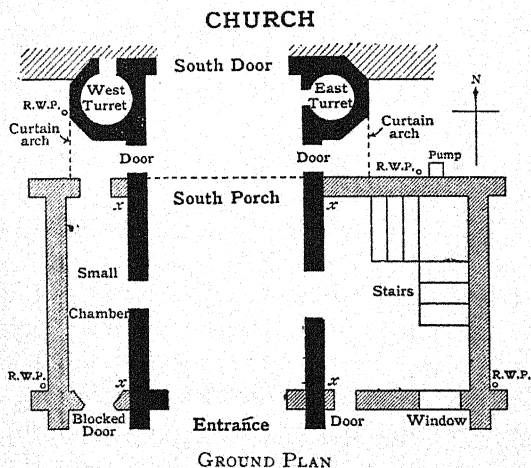 CHURCH
South Door
West
Turret
East
Turret
N
R.W.P.
Curtain
arch
Curtain
arch
Door
Door
R.W.P.
Pump
South Porch
x
x
Small
Chamber
Stairs
R.W.P.
R.W.P.
x
x
Blocked
Door
Entrance
Door
Window
GROUND PLAN